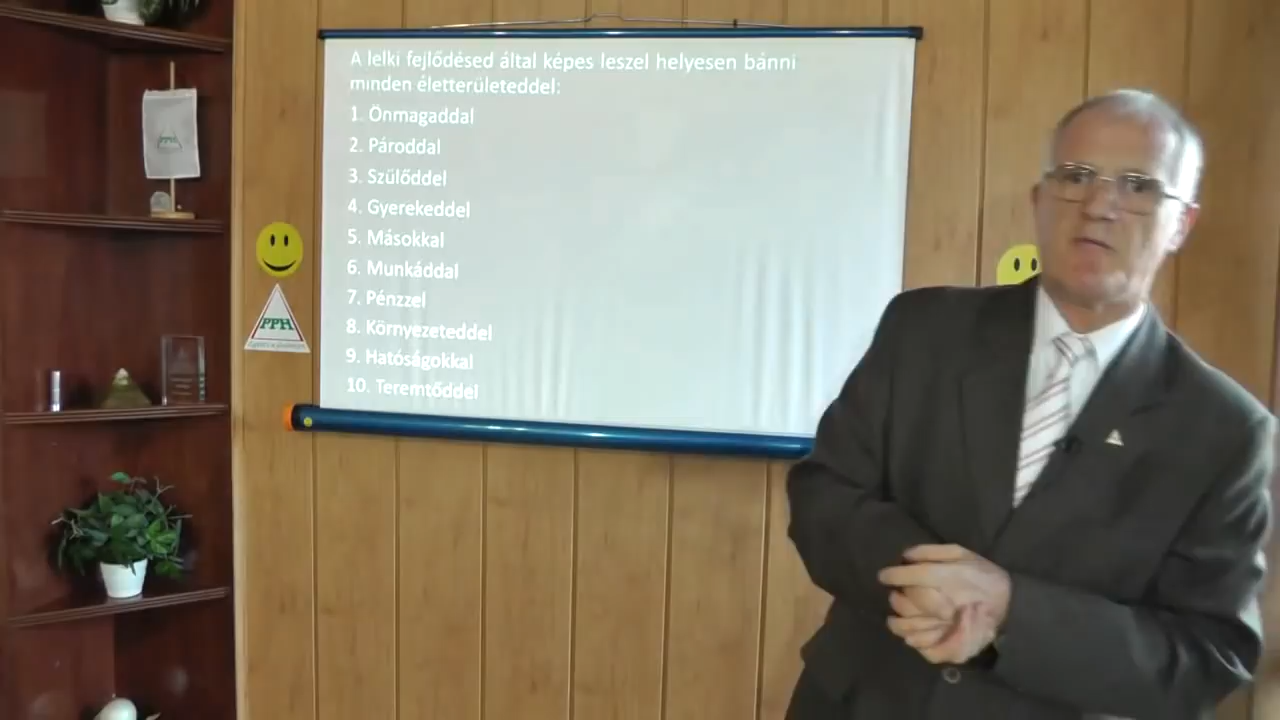 A lelki fejlődésed által képes leszel helyesen bánni
minden életterületeddel:
1. Önmagaddal
2. Pároddal
3. Szülőddel
4. Gyerekeddel
5. Másokkal
6. Munkáddal
7. Pénzzel
8. Környezeteddel
9. Hatóságokkal
10. Teremtőddel
PPH